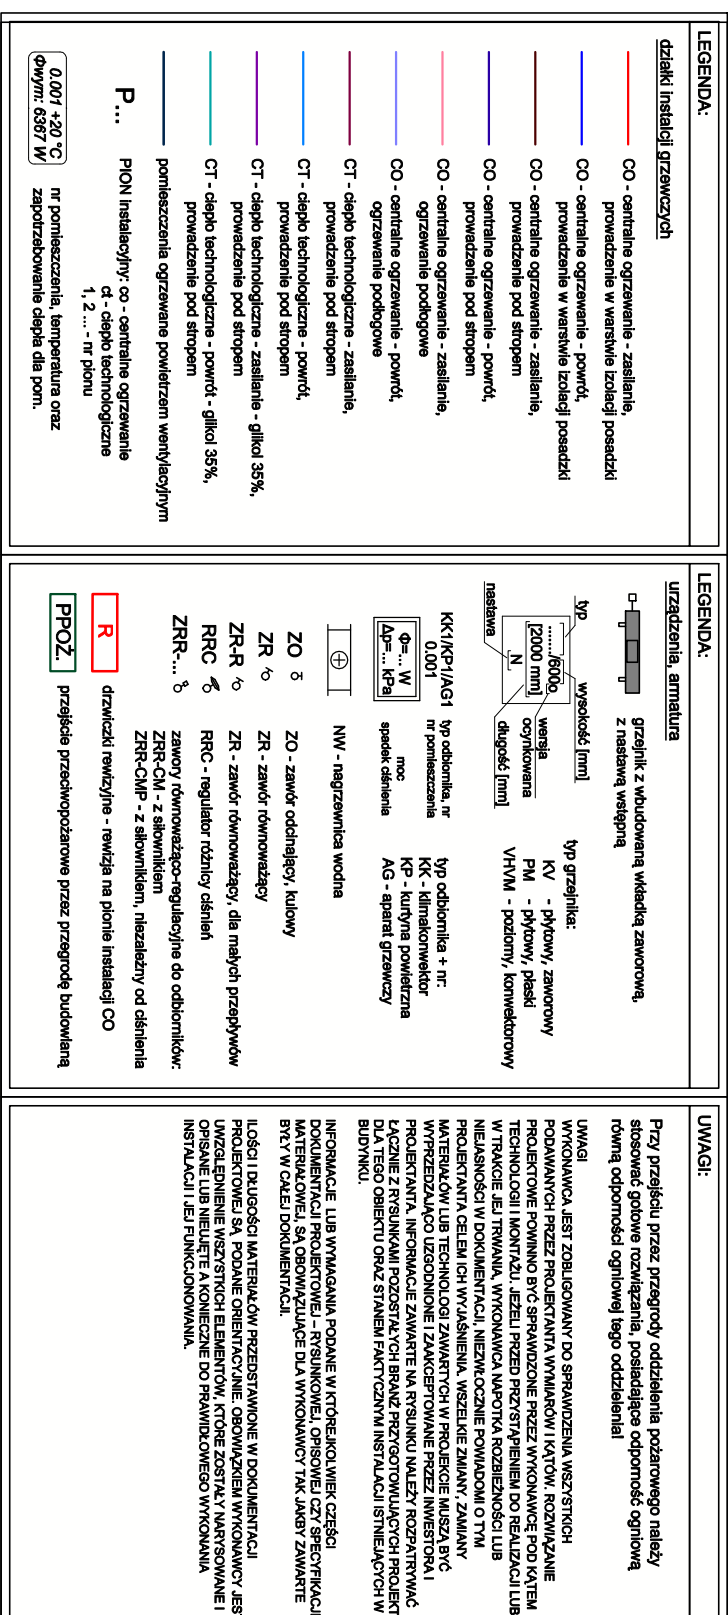 LEGENDA:
działki instalcji grzewczych
CO - centralne ogrzewanie - zasilanie,
prowadzenie w warstwie izolacji posadzki
CO - centralne ogrzewanie - powrót,
prowadzenie w warstwie izolacji posadzki
CO - centralne ogrzewanie - zasilanie,
prowadzenie pod stropem
CO - centralne ogrzewanie - powrót,
prowadzenie pod stropem
CO - centralne ogrzewanie - zasilanie,
ogrzewanie podłogowe
CO - centralne ogrzewanie - powrót,
ogrzewanie podłogowe
CT - ciepło technologiczne - zasilanie,
prowadzenie pod stropem
CT - ciepło technologiczne - powrót,
prowadzenie pod stropem
CT - ciepło technologiczne - zasilanie - glikol 35%,
prowadzenie pod stropem
CT - ciepło technologiczne - powrót - glikol 35%,
prowadzenie pod stropem
pomieszczenia ogrzewane powietrzem wentylacyjnym
P... PION instalacyjny: co - centralne ogrzewanie
ct - ciepło technologiczne
1, 2 ... - nr pionu
0.001 +20 °C
Φwym: 6367 W
nr pomieszczenia, temperatura oraz
zapotrzebowanie ciepła dla pom.
LEGENDA:
urządzenia, armatura
grzejnik z wbudowaną wkładką zaworową,
z nastawą wstępną
typ
wysokość [mm]
....../600o
[2000 mm]
N
wersja
ocynkowana
długość [mm]
nastawa
typ grzejnika:
KV - płytowy, zaworowy
PM - płytowy, płaski
VHVM - poziomy, konwektorowy
KK1/KP1/AG1
0.001
typ odbiornika, nr
nr pomieszczenia
Φ=... W
Δp=... kPa
moc
spadek ciśnienia
typ odbiornika + nr:
KK - klimakonwektor
KP - kurtyna powietrzna
AG - aparat grzewczy
NW - nagrzewnica wodna
ZO ZO - zawór odcinający, kulowy
ZR ZR - zawór równoważący
ZR-R ZR - zawór równoważący, dla małych przepływów
RRC RRC - regulator różnicy ciśnień
ZRR-... zawory równoważąco-regulacyjne do odbiorników:
ZRR-CM - z siłownikiem
ZRR-CMP - z siłownikiem, niezależny od ciśnienia
R drzwiczki rewizyjne - rewizja na pionie instalacji CO
PPOŻ. przejście przeciwpożarowe przez przegrodę budowlaną
UWAGI:
Przy przejściu przez przegrody oddzielenia pożarowego należy
stosować gotowe rozwiązania, posiadające odporność ogniową
równą odporności ogniowej tego oddzielenia!
UWAGI
WYKONAWCA JEST ZOBLIGOWANY DO SPRAWDZENIA WSZYSTKICH
PODAWANYCH PRZEZ PROJEKTANTA WYMIARÓW I KĄTÓW. ROZWIĄZANIE
PROJEKTOWE POWINNO BYĆ SPRAWDZONE PRZEZ WYKONAWCĘ POD KĄTEM
TECHNOLOGII I MONTAŻU. JEŻELI PRZED PRZYSTĄPIENIEM DO REALIZACJI LUB
W TRAKCIE JEJ TRWANIA, WYKONAWCA NAPOTKA ROZBIEŻNOŚCI LUB
NIEJASNOŚCI W DOKUMENTACJI, NIEZWŁOCZNIE POWIADOMI O TYM
PROJEKTANTA CELEM ICH WYJAŚNIENIA. WSZELKIE ZMIANY, ZAMIANY
MATERIAŁÓW LUB TECHNOLOGI ZAWARTYCH W PROJEKCIE MUSZĄ BYĆ
WYPRZEDZAJĄCO UZGODNIONE I ZAAKCEPTOWANE PRZEZ INWESTORA I
PROJEKTANTA. INFORMACJE ZAWARTE NA RYSUNKU NALEŻY ROZPATRYWAĆ
ŁĄCZNIE Z RYSUNKAMI POZOSTAŁYCH BRANŻ PRZYGOTOWUJĄCYCH PROJEKT
DLA TEGO OBIEKTU ORAZ STANEM FAKTYCZNYM INSTALACJI ISTNIEJĄCYCH W
BUDYNKU.
INFORMACJE LUB WYMAGANIA PODANE W KTÓREJKOLWIEK CZĘŚCI
DOKUMENTACJI PROJEKTOWEJ – RYSUNKOWEJ, OPISOWEJ CZY SPECYFIKACJI
MATERIAŁOWEJ, SĄ OBOWIĄZUJĄCE DLA WYKONAWCY TAK JAKBY ZAWARTE
BYŁY W CAŁEJ DOKUMENTACJI.
ILOŚCI I DŁUGOŚCI MATERIAŁÓW PRZEDSTAWIONE W DOKUMENTACJI
PROJEKTOWEJ SĄ PODANE ORIENTACYJNIE. OBOWIĄZKIEM WYKONAWCY JEST
UWZGLĘDNIENIE WSZYSTKICH ELEMENTÓW, KTÓRE ZOSTAŁY NARYSOWANE I
OPISANE LUB NIEUJĘTE A KONIECZNE DO PRAWIDŁOWEGO WYKONANIA
INSTALACJI I JEJ FUNKCJONOWANIA.